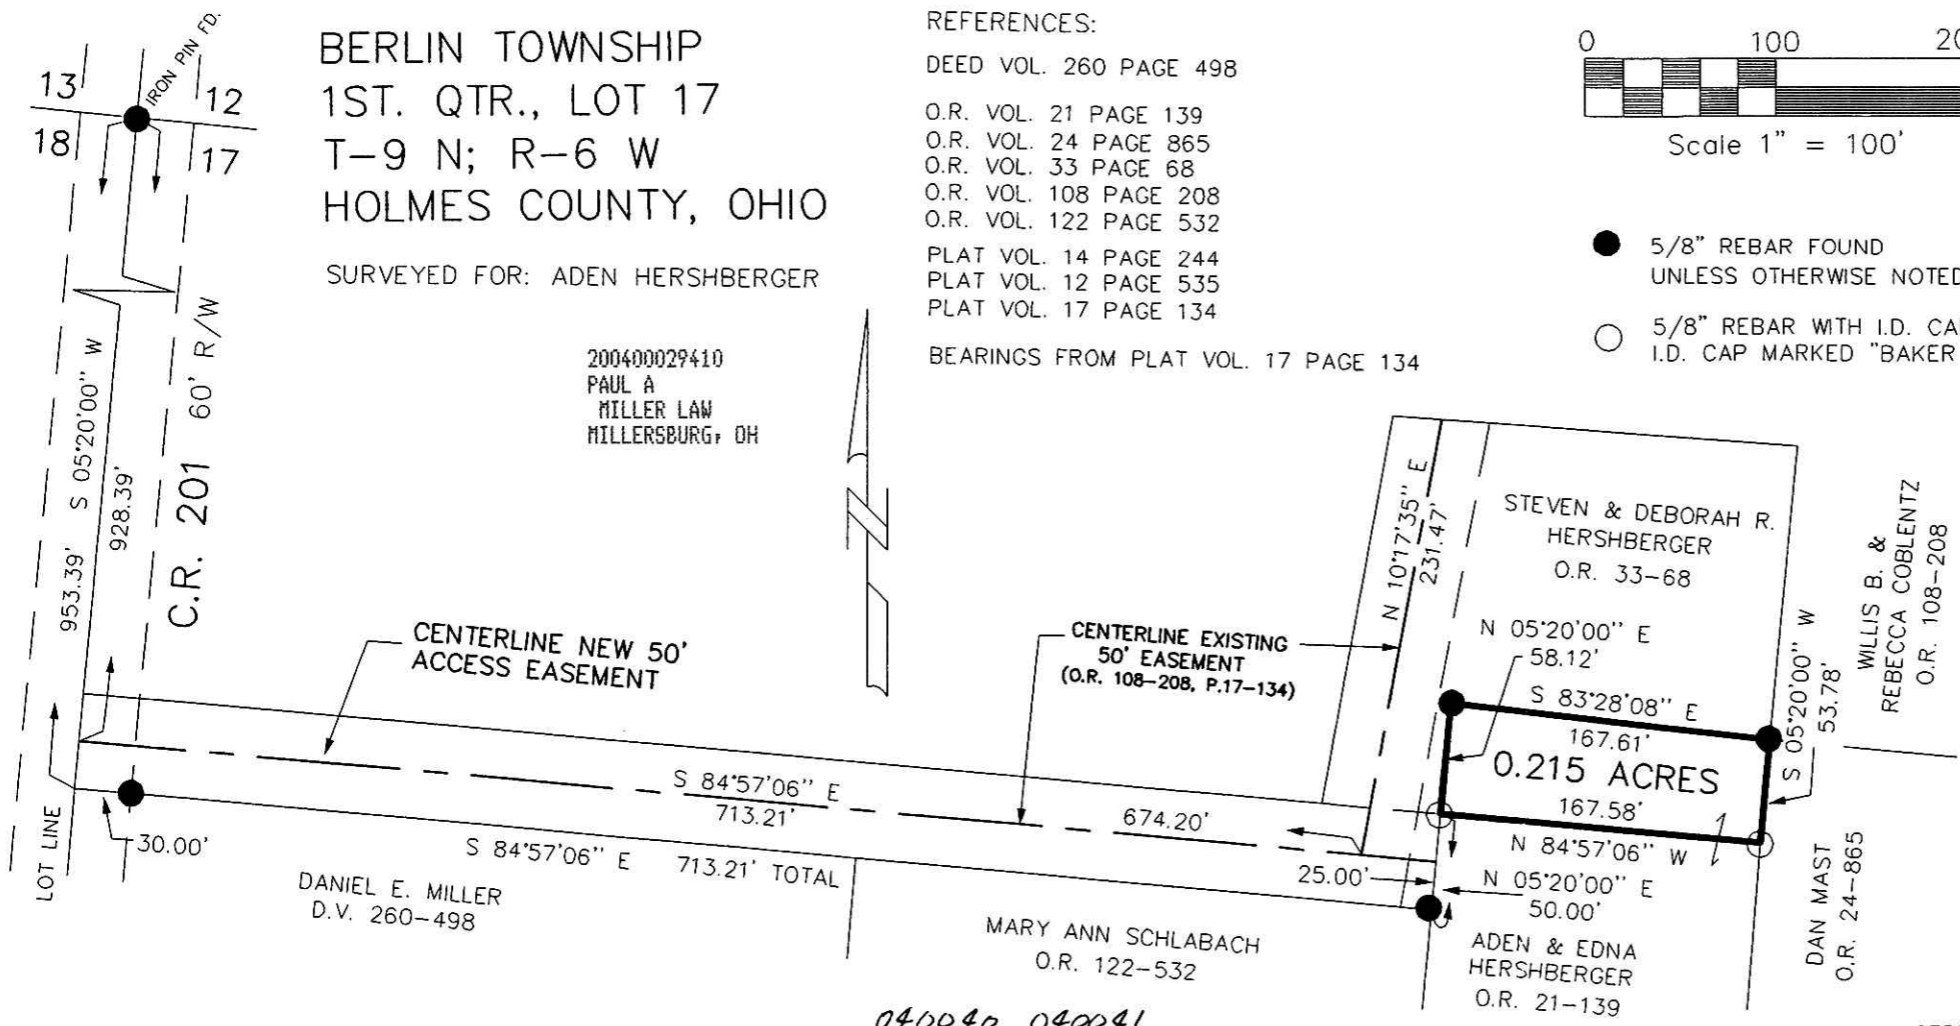 IRON PIN FD.
13
12
18
17
BERLIN TOWNSHIP
1ST. QTR., LOT 17
T-9 N; R-6 W
HOLMES COUNTY, OHIO
SURVEYED FOR: ADEN HERSHBERGER
200400029410
PAUL A
MILLER LAW
MILLERSBURG, OH
REFERENCES:
DEED VOL. 260 PAGE 498
O.R. VOL. 21 PAGE 139
O.R. VOL. 24 PAGE 865
O.R. VOL. 33 PAGE 68
O.R. VOL. 108 PAGE 208
O.R. VOL. 122 PAGE 532
PLAT VOL. 14 PAGE 244
PLAT VOL. 12 PAGE 535
PLAT VOL. 17 PAGE 134
BEARINGS FROM PLAT VOL. 17 PAGE 134
0 100
Scale 1" = 100'
5/8" REBAR FOUND
UNLESS OTHERWISE NOTED
5/8" REBAR WITH I.D.
I.D. CAP MARKED "BAKER
953.39' S 05°20'00" W
928.39'
C.R. 201 60' R/W
CENTERLINE NEW 50'
ACCESS EASEMENT
CENTERLINE EXISTING
50' EASEMENT
(O.R. 108-208, P.17-134)
N 10°17'35" E
231.47'
STEVEN & DEBORAH R.
HERSHBERGER
O.R. 33-68
N 05°20'00" E
58.12'
S 83°28'08" E
167.61'
0.215 ACRES
167.58'
N 84°57'06" W
S 05°20'00" W
53.78'
WILLIS B. &
REBECCA COBLENTZ
O.R. 108-208
S 84°57'06" E
713.21'
674.20'
LOT LINE
30.00'
S 84°57'06" E 713.21' TOTAL
25.00'
N 05°20'00" E
50.00'
DANIEL E. MILLER
D.V. 260-498
MARY ANN SCHLABACH
O.R. 122-532
ADEN & EDNA
HERSHBERGER
O.R. 21-139
DAN MAST
O.R. 24-865